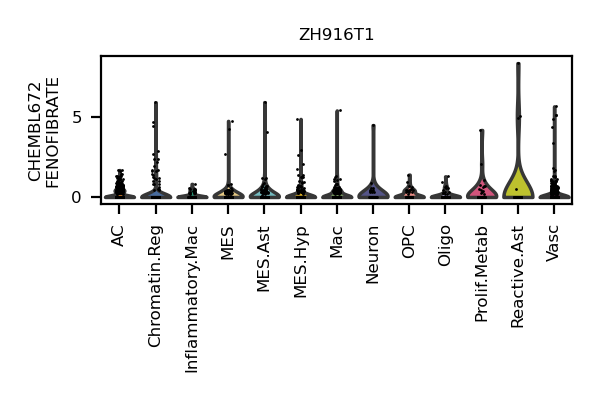 ZH916T1
CHEMBL672
FENOFIBRATE
5
0
AC
Chromatin.Reg
Inflammatory.Mac
MES
MES.Ast
MES.Hyp
Mac
Neuron
OPC
Oligo
Prolif.Metab
Reactive.Ast
Vasc